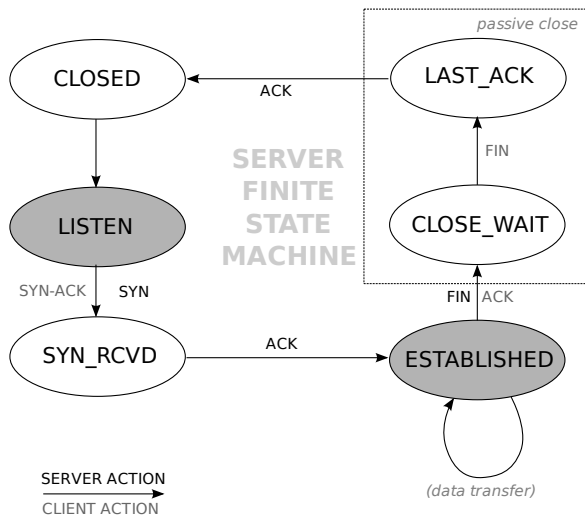 passive close
CLOSED
LAST_ACK
ACK
SERVER
FINITE
STATE
MACHINE
FIN
LISTEN
CLOSE_WAIT
SYN-ACK SYN
FIN ACK
SYN_RCVD
ACK
ESTABLISHED
(data transfer)
SERVER ACTION
CLIENT ACTION